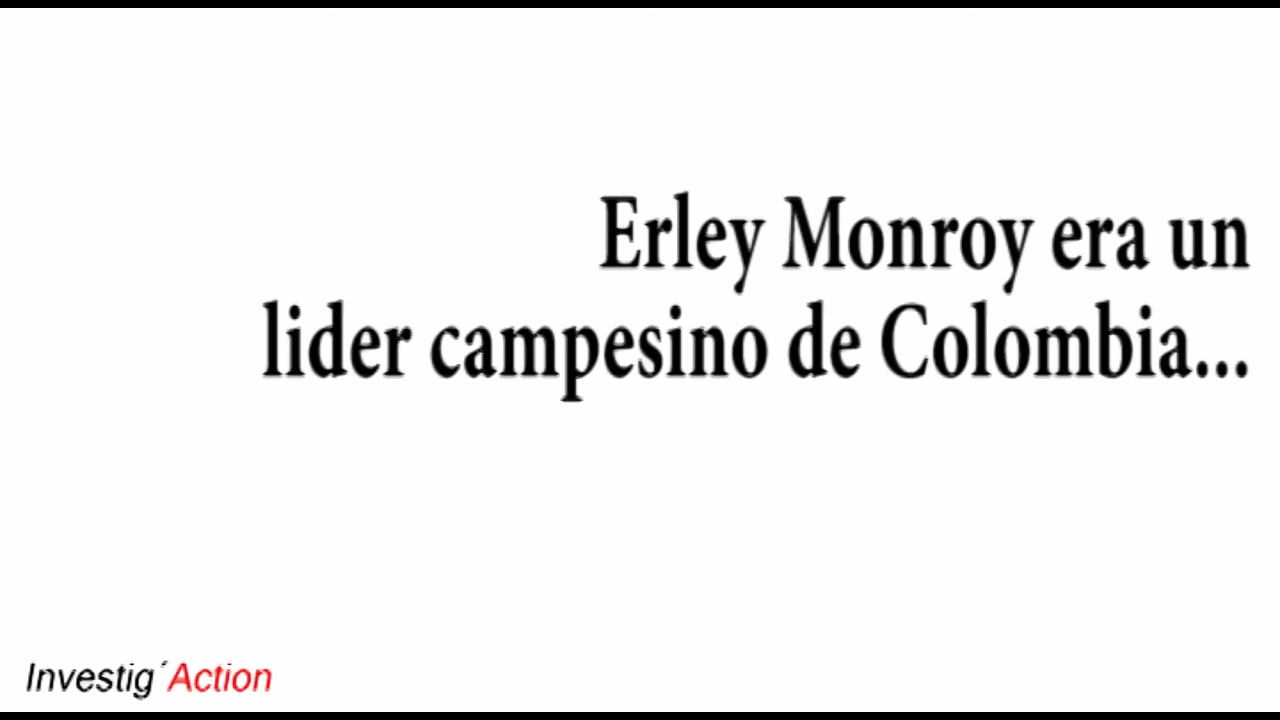 Erley Monroy era un
lider campesino de Colombia...
Investig´Action